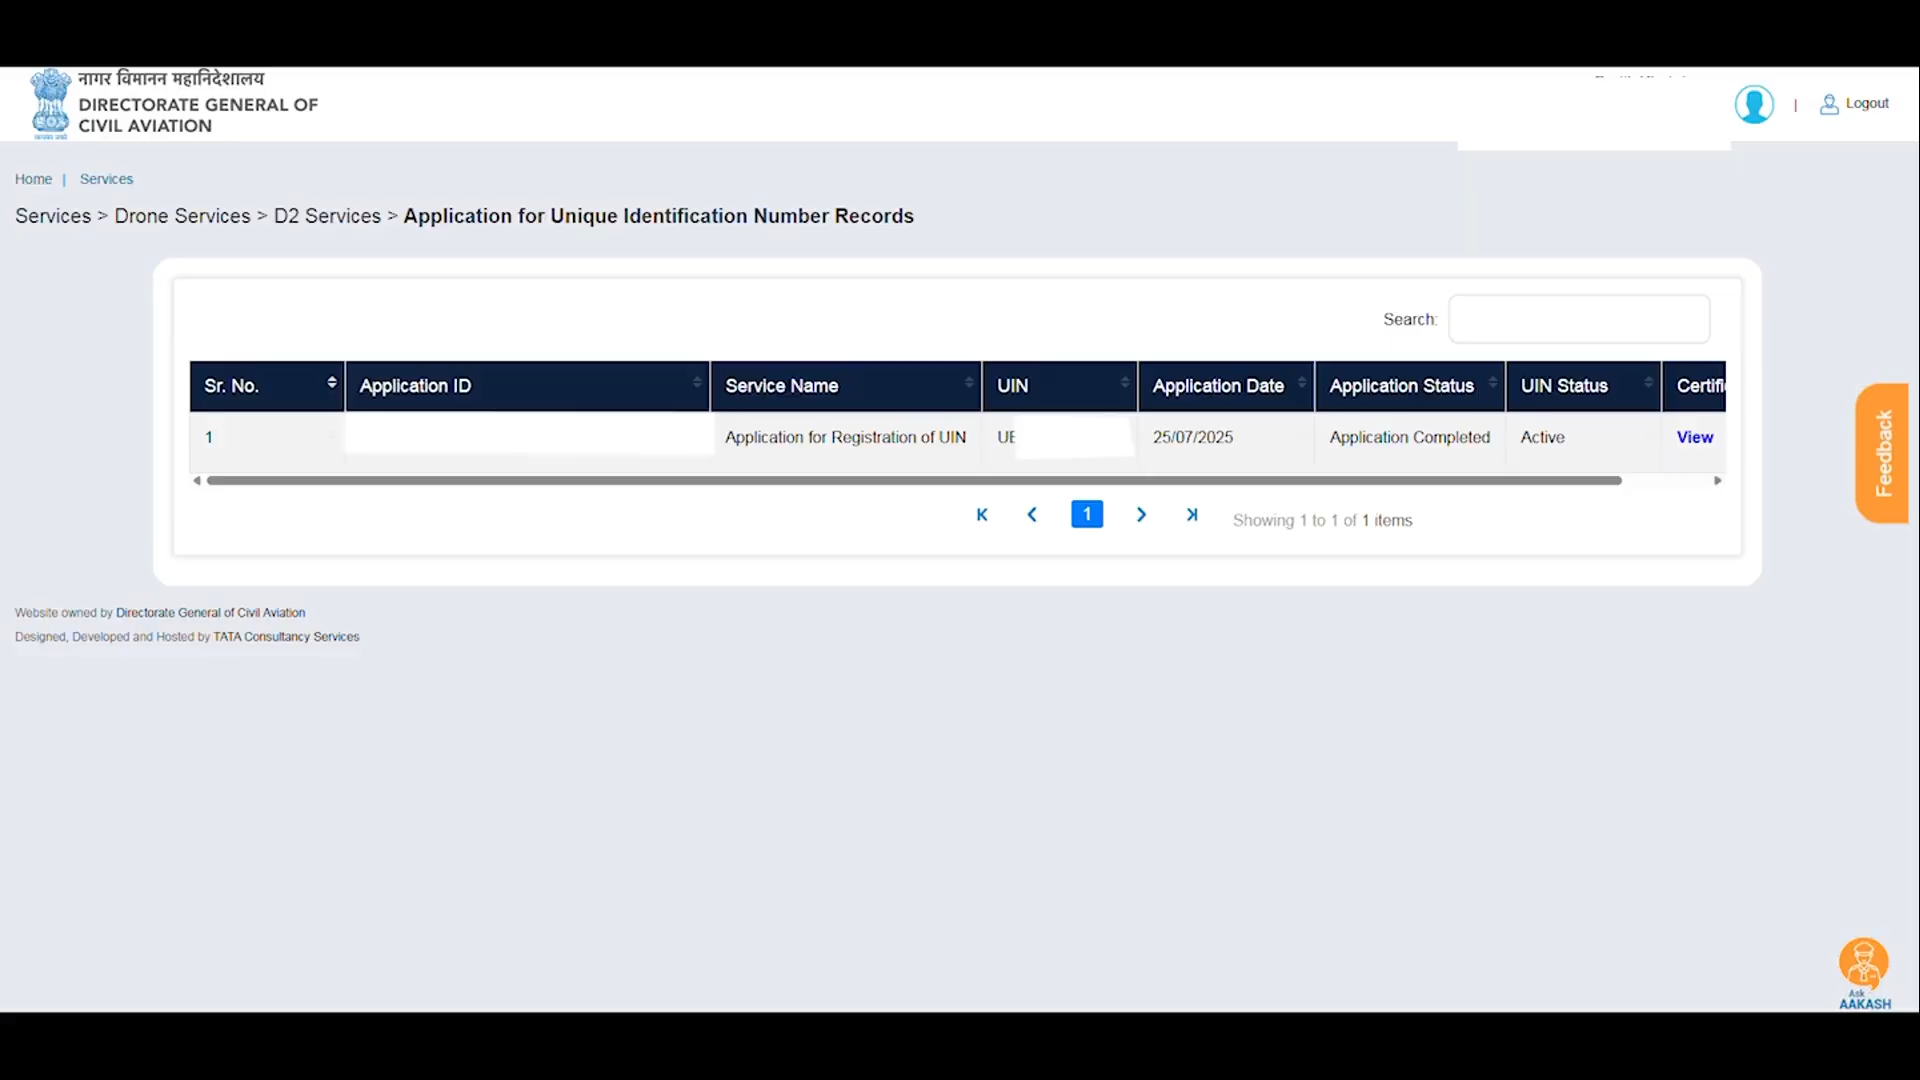 नागर विमानन महानिदेशालय
DIRECTORATE GENERAL OF
CIVIL AVIATION
Logout
Home | Services
Services > Drone Services > D2 Services > Application for Unique Identification Number Records
Search:
Sr. No. Application ID Service Name UIN Application Date Application Status UIN Status Certifi
1 Application for Registration of UIN UE 25/07/2025 Application Completed Active View
1 Showing 1 to 1 of 1 items
Feedback
Website owned by Directorate General of Civil Aviation
Designed, Developed and Hosted by TATA Consultancy Services
Ask
AAKASH